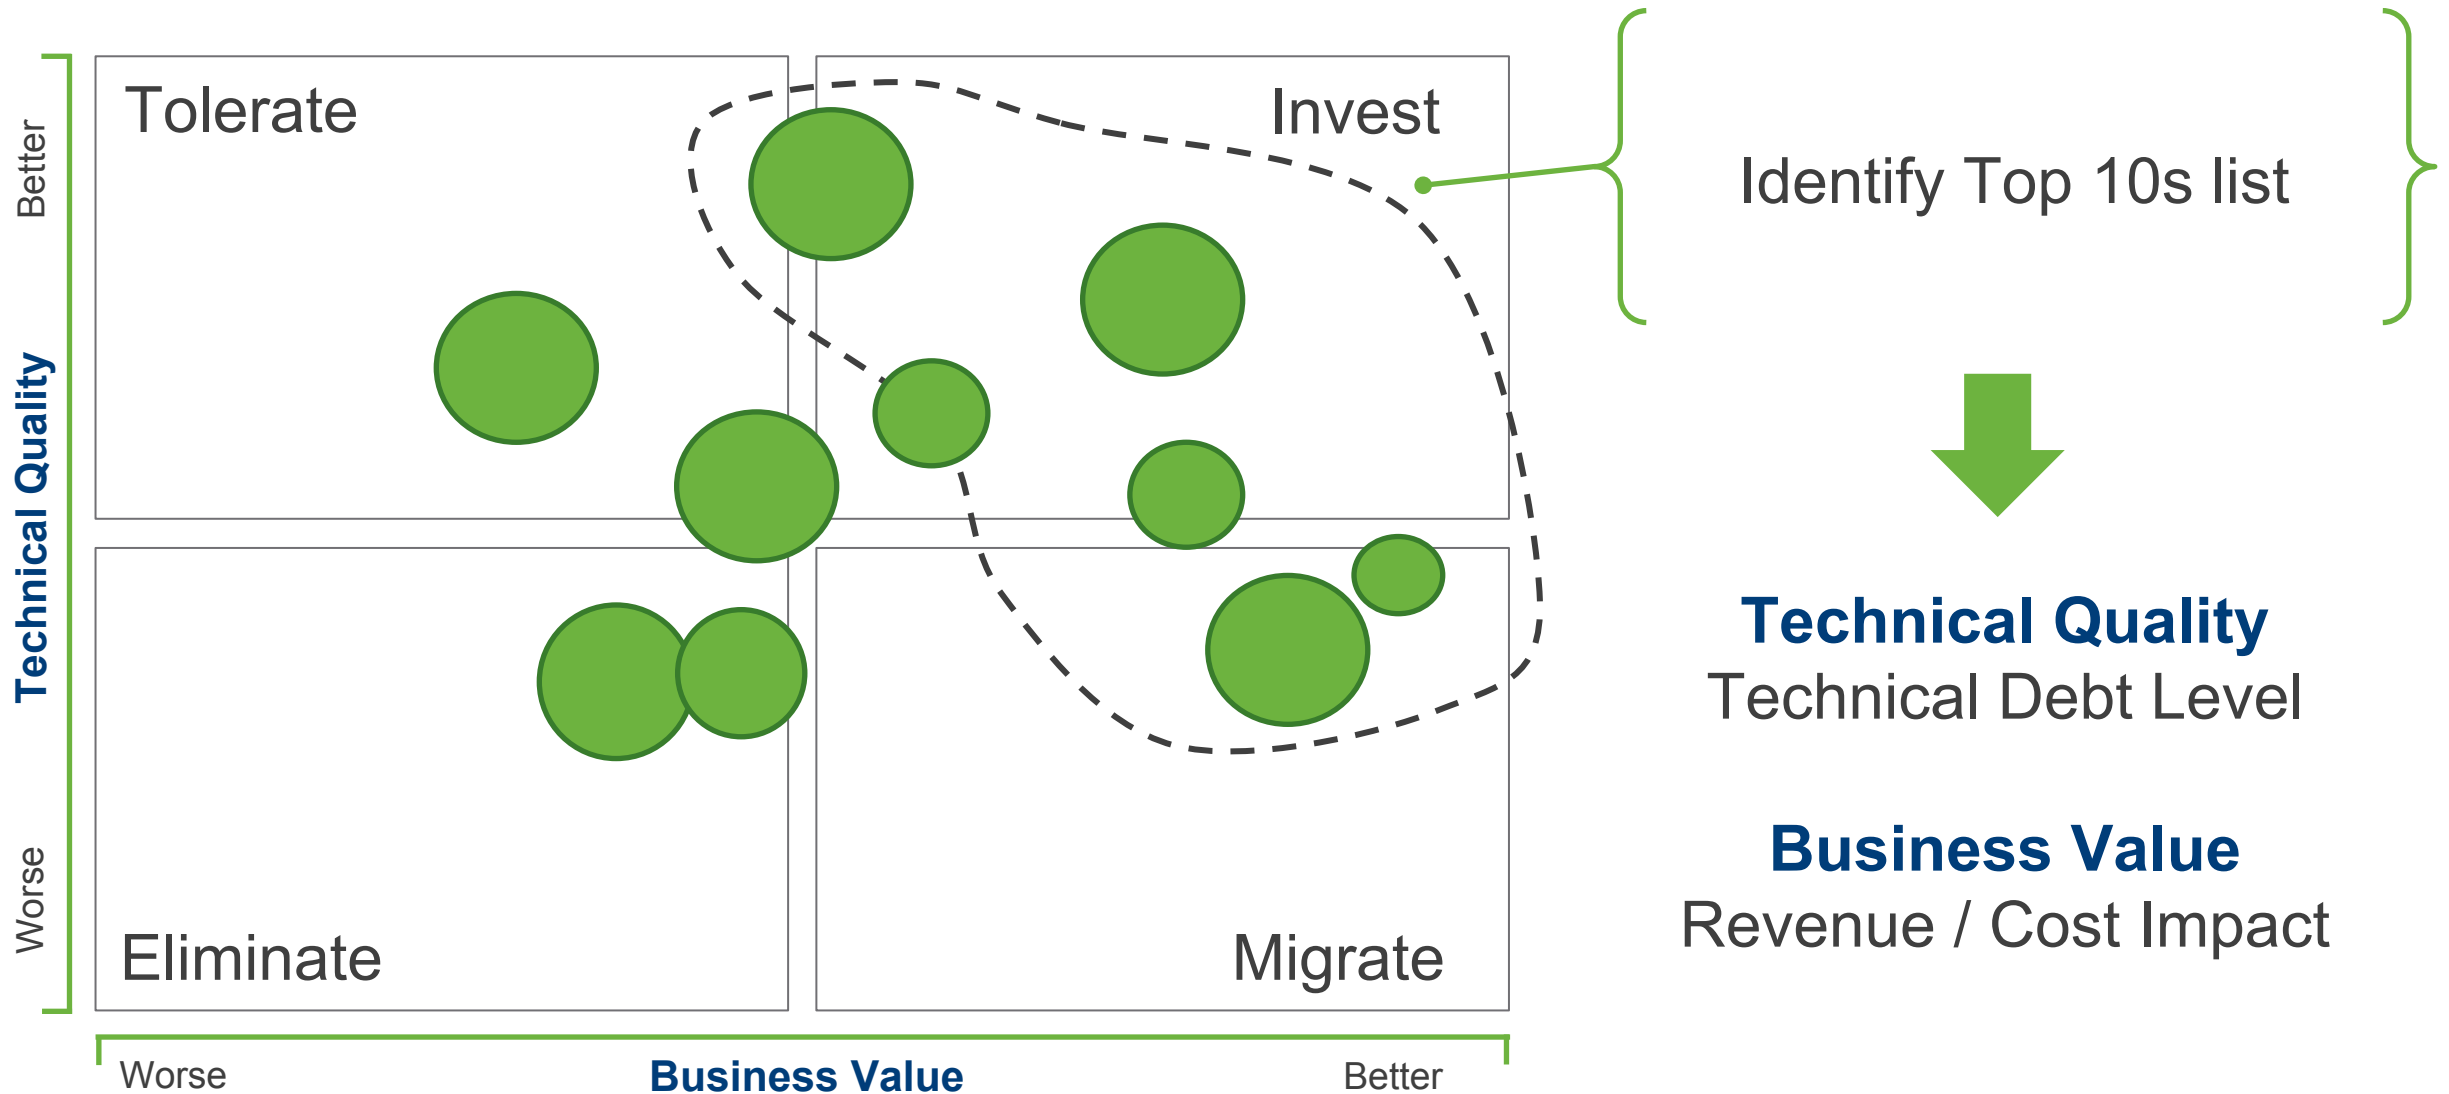 Tolerate
Invest
Better
Technical Quality
Worse
Eliminate
Migrate
Worse
Business Value
Better
Identify Top 10s list
Technical Quality
Technical Debt Level
Business Value
Revenue / Cost Impact